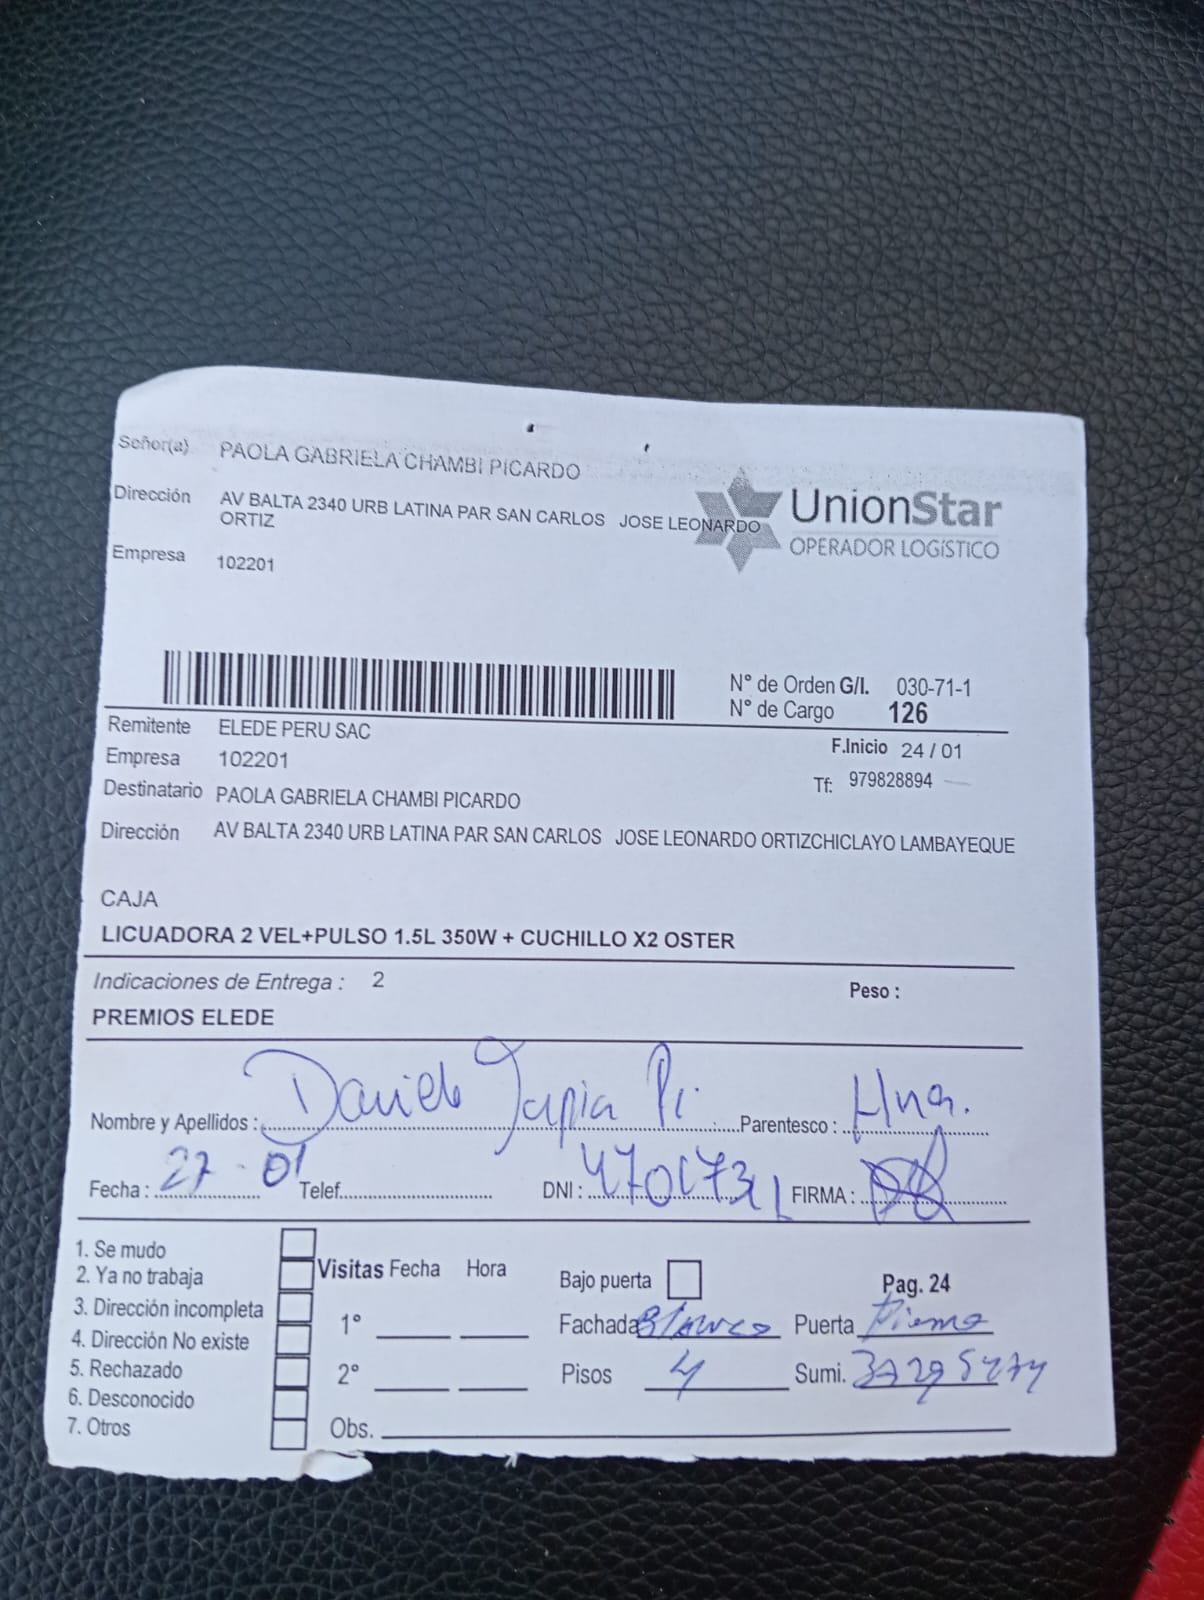 Señor(a) PAOLA GABRIELA CHAMBI PICARDO
Dirección AV BALTA 2340 URB LATINA PAR SAN CARLOS JOSE LEONARDO
ORTIZ
UnionStar
OPERADOR LOGÍSTICO
Empresa 102201
N° de Orden G/I. 030-71-1
N° de Cargo 126
Remitente ELEDE PERU SAC
F.Inicio 24 / 01
Empresa 102201
Tf: 979828894
Destinatario PAOLA GABRIELA CHAMBI PICARDO
Dirección AV BALTA 2340 URB LATINA PAR SAN CARLOS JOSE LEONARDO ORTIZCHICLAYO LAMBAYEQUE
CAJA
LICUADORA 2 VEL+PULSO 1.5L 350W + CUCHILLO X2 OSTER
Indicaciones de Entrega : 2
Peso :
PREMIOS ELEDE
Nombre y Apellidos : Tapia Pi. Parentesco : Hna.
Fecha : 27 - 01 Telef. DNI : FIRMA :
1. Se mudo
2. Ya no trabaja
3. Dirección incompleta
4. Dirección No existe
5. Rechazado
6. Desconocido
7. Otros
Visitas Fecha Hora
1°
2°
Obs.
Bajo puerta Pag. 24
Fachada Blanco Puerta
Pisos 4 Sumi.